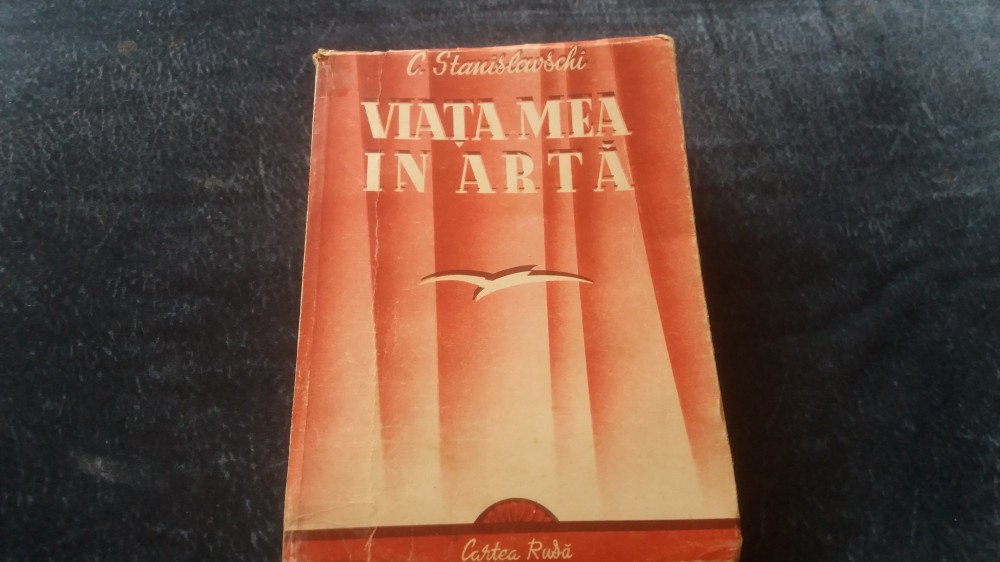 C. Stanislavschi
VIAȚA MEA
IN ARTĂ
Cartea Rusă